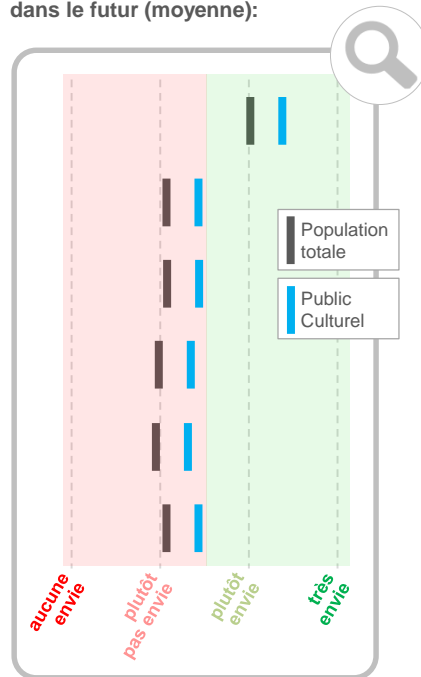 dans le futur (moyenne):
Population
totale
Public
Culturel
aucune
envie
plutôt
pas envie
plutôt
envie
très
envie